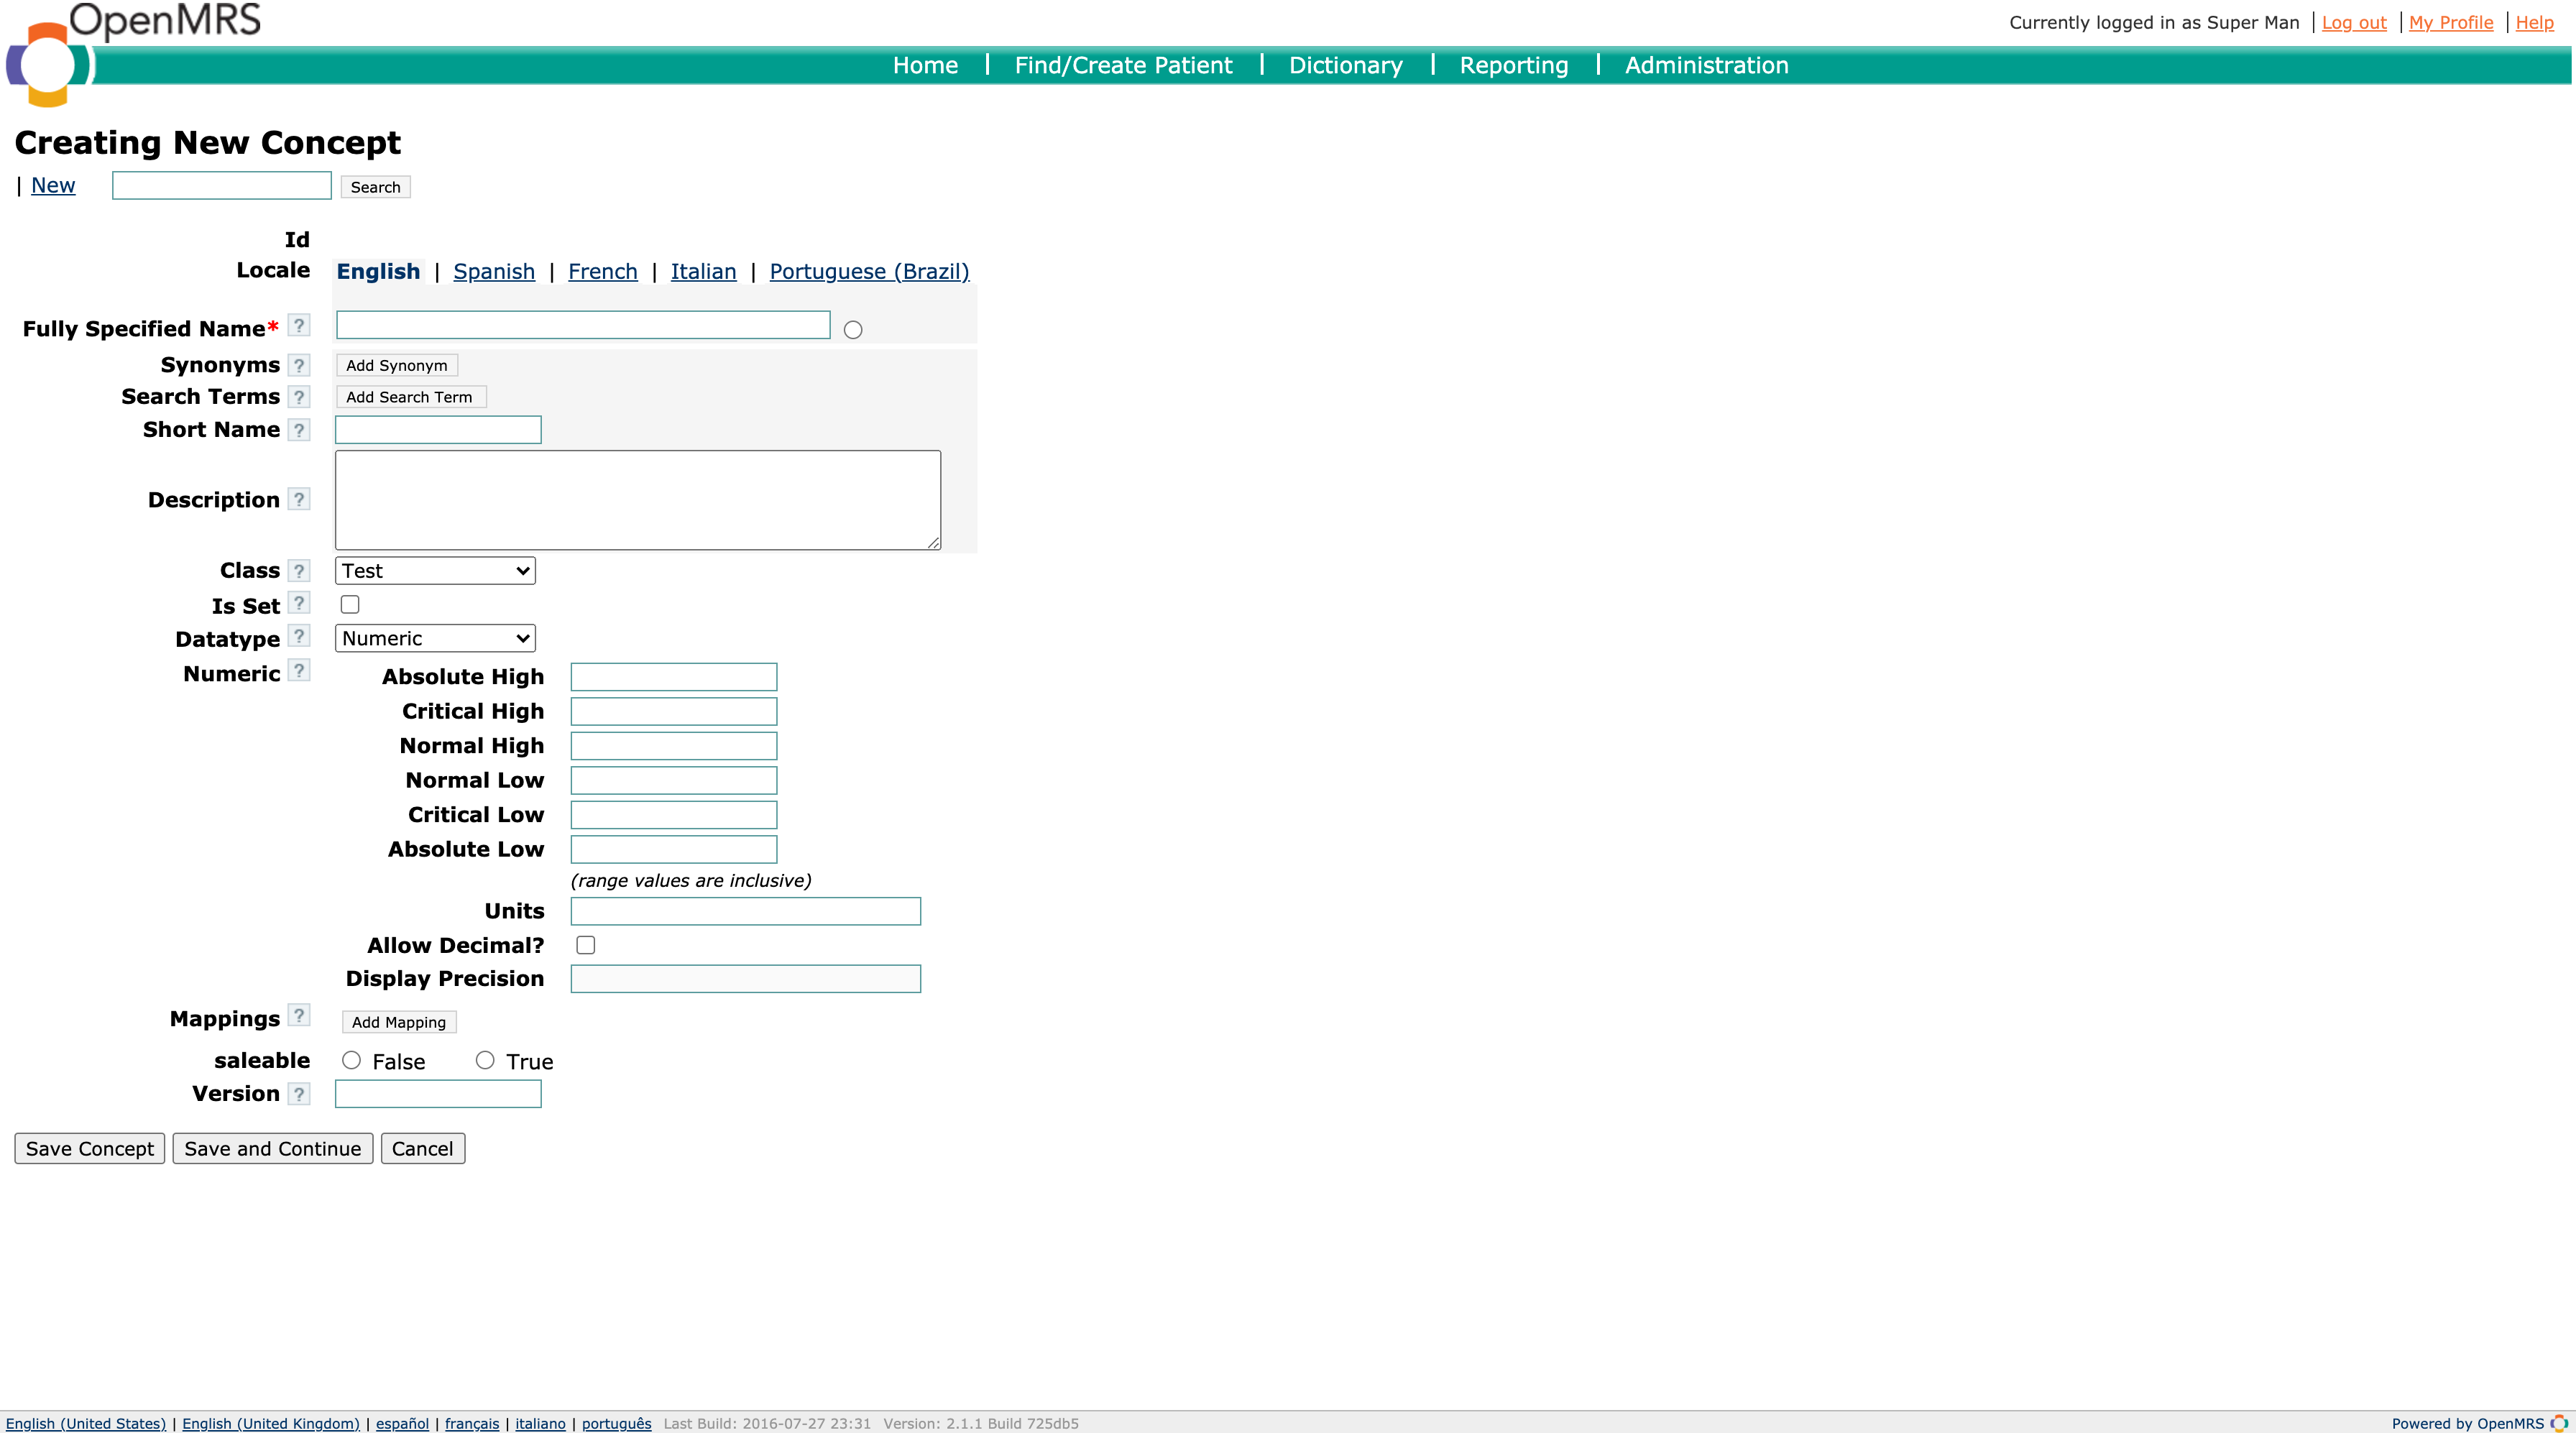 OpenMRS
Currently logged in as Super Man | Log out | My Profile | Help
Home | Find/Create Patient | Dictionary | Reporting | Administration
Creating New Concept
| New Search
Id
Locale English | Spanish | French | Italian | Portuguese (Brazil)
Fully Specified Name* ?
Synonyms ? Add Synonym
Search Terms ? Add Search Term
Short Name ?
Description ?
Class ? Test
Is Set ?
Datatype ? Numeric
Numeric ? Absolute High
Critical High
Normal High
Normal Low
Critical Low
Absolute Low
(range values are inclusive)
Units
Allow Decimal?
Display Precision
Mappings ? Add Mapping
saleable False True
Version ?
Save Concept Save and Continue Cancel
English (United States) | English (United Kingdom) | español | français | italiano | português Last Build: 2016-07-27 23:31 Version: 2.1.1 Build 725db5 Powered by OpenMRS